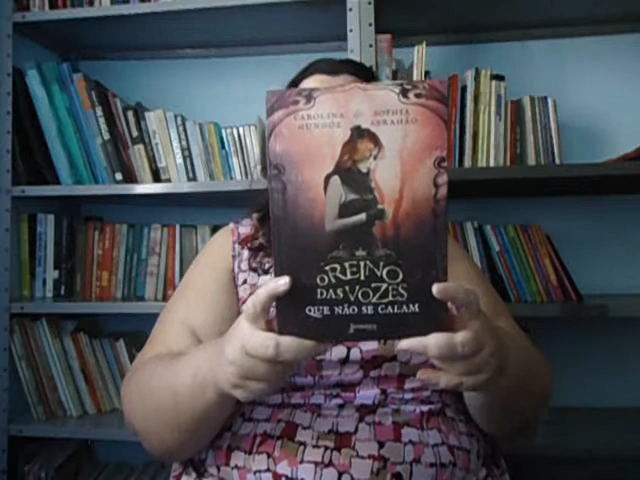 CAROLINA & SOPHIA
MUNHÓZ ABRAHÃO
O REINO
DAS VOZES
QUE NÃO SE CALAM